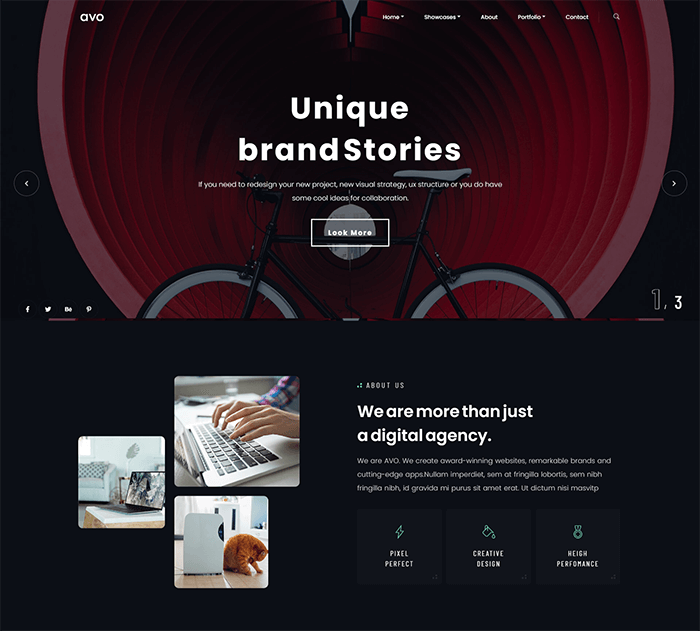 avo
Home Showcases About Portfolio Contact
Unique
brand Stories
If you need to redesign your new project, new visual strategy, ux structure or you do have
some cool ideas for collaboration.
Look More
1, 3
ABOUT US
We are more than just
a digital agency.
We are AVO. We create award-winning websites, remarkable brands and
cutting-edge apps.Nullam imperdiet, sem at fringilla lobortis, sem nibh
fringilla nibh, id gravida mi purus sit amet erat. Ut dictum nisi masvitp
PIXEL
PERFECT
CREATIVE
DESIGN
HEIGH
PERFOMANCE